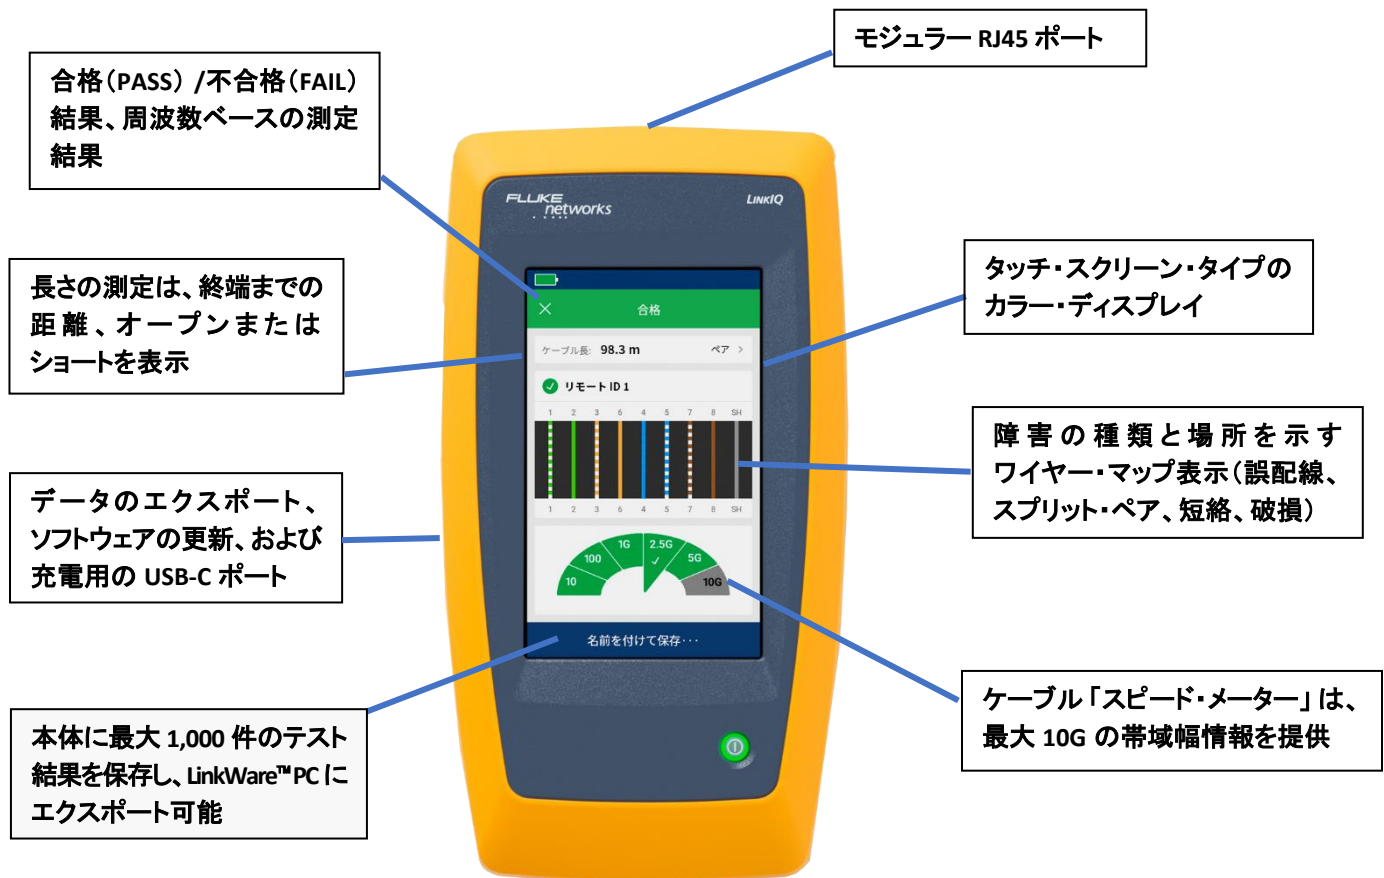 モジュラー RJ45 ポート
合格(PASS) /不合格(FAIL)
結果、周波数ベースの測定
結果
長さの測定は、終端までの
距離、オープンまたは
ショートを表示
データのエクスポート、
ソフトウェアの更新、および
充電用の USB-C ポート
本体に最大 1,000 件のテスト
結果を保存し、LinkWare™ PC に
エクスポート可能
FLUKE
networks
LINKIQ
合格
ケーブル長: 98.3 m ペア >
リモート ID 1
1 2 3 6 4 5 7 8 SH
1 2 3 6 4 5 7 8 SH
10 100 1G 2.5G 5G 10G
名前を付けて保存･･･
タッチ・スクリーン・タイプの
カラー・ディスプレイ
障害の種類と場所を示す
ワイヤー・マップ表示(誤配線、
スプリット・ペア、短絡、破損)
ケーブル「スピード・メーター」は、
最大 10G の帯域幅情報を提供